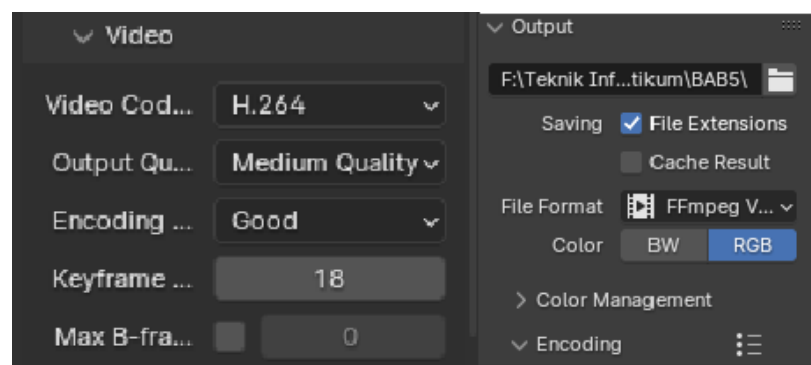 Video
Video Cod... H.264
Output Qu... Medium Quality
Encoding ... Good
Keyframe ... 18
Max B-fra... 0
Output
F:\Teknik Inf...tikum\BAB5\
Saving File Extensions
Cache Result
File Format FFmpeg V...
Color BW RGB
Color Management
Encoding